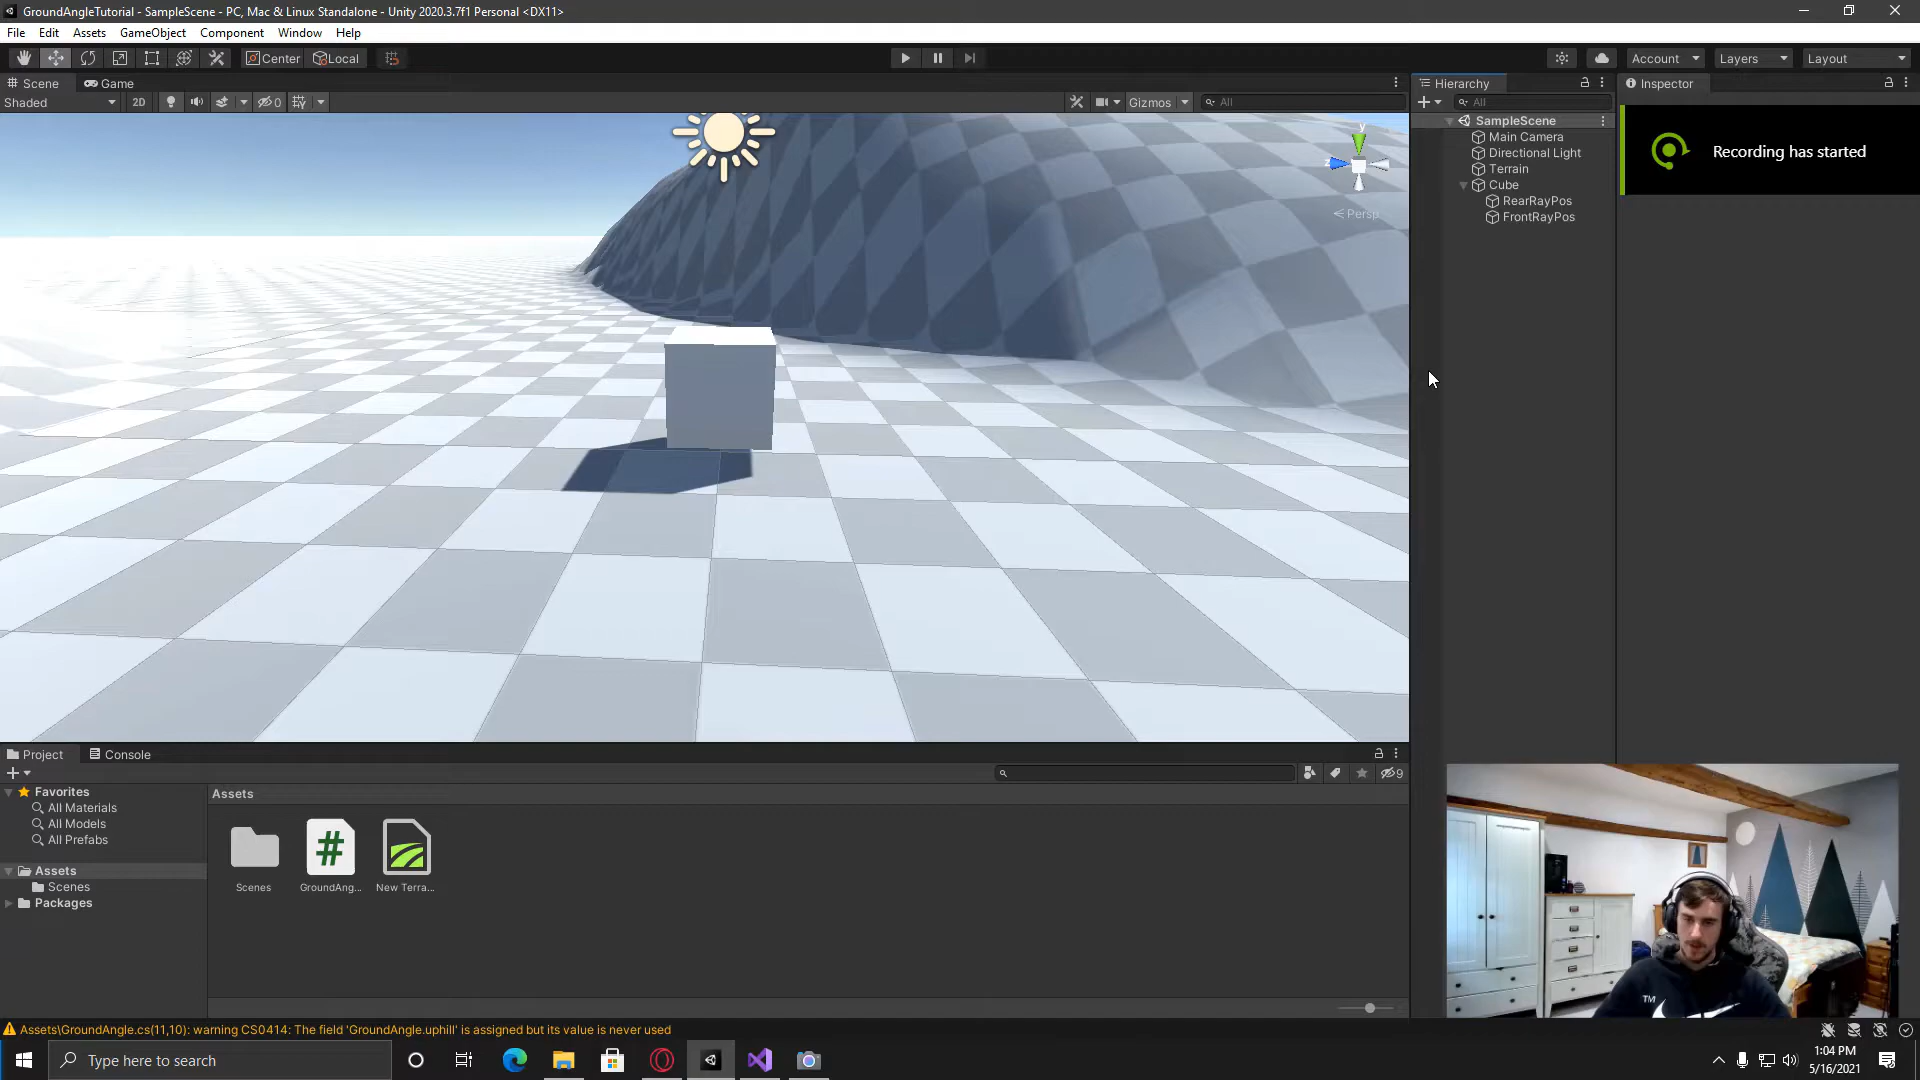 GroundAngleTutorial - SampleScene - PC, Mac & Linux Standalone - Unity 2020.3.7f1 Personal <DX11>
File Edit Assets GameObject Component Window Help
Center Local Account Layers Layout
Scene Game Hierarchy Inspector
Shaded 2D 0 Gizmos All All
SampleScene
Main Camera
Directional Light
Terrain
Cube
RearRayPos
FrontRayPos
Recording has started
y
z
Persp
Project Console
9
Favorites
All Materials
All Models
All Prefabs
Assets
Scenes
Packages
Assets
Scenes GroundAng... New Terra...
TM
Assets\GroundAngle.cs(11,10): warning CS0414: The field 'GroundAngle.uphill' is assigned but its value is never used
Type here to search
1:04 PM
5/16/2021